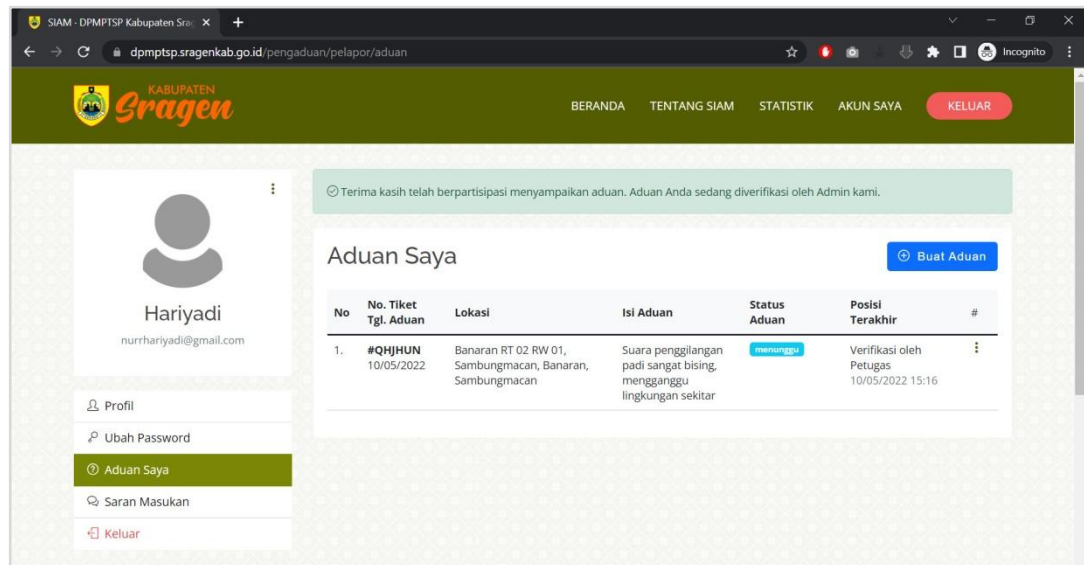 SIAM - DPMPTSP Kabupaten Srag
dpmptsp.sragenkab.go.id/pengaduan/pelapor/aduan
Incognito
KABUPATEN
Sragen
BERANDA TENTANG SIAM STATISTIK AKUN SAYA KELUAR
Terima kasih telah berpartisipasi menyampaikan aduan. Aduan Anda sedang diverifikasi oleh Admin kami.
Hariyadi
nurrhariyadi@gmail.com
Profil
Ubah Password
Aduan Saya
Saran Masukan
Keluar
Aduan Saya
Buat Aduan
No
No. Tiket
Tgl. Aduan
Lokasi
Isi Aduan
Status
Aduan
Posisi
Terakhir
#
1.
#QHJHUN
10/05/2022
Banaran RT 02 RW 01,
Sambungmacan, Banaran,
Sambungmacan
Suara penggilangan
padi sangat bising,
mengganggu
lingkungan sekitar
menunggu
Verifikasi oleh
Petugas
10/05/2022 15:16